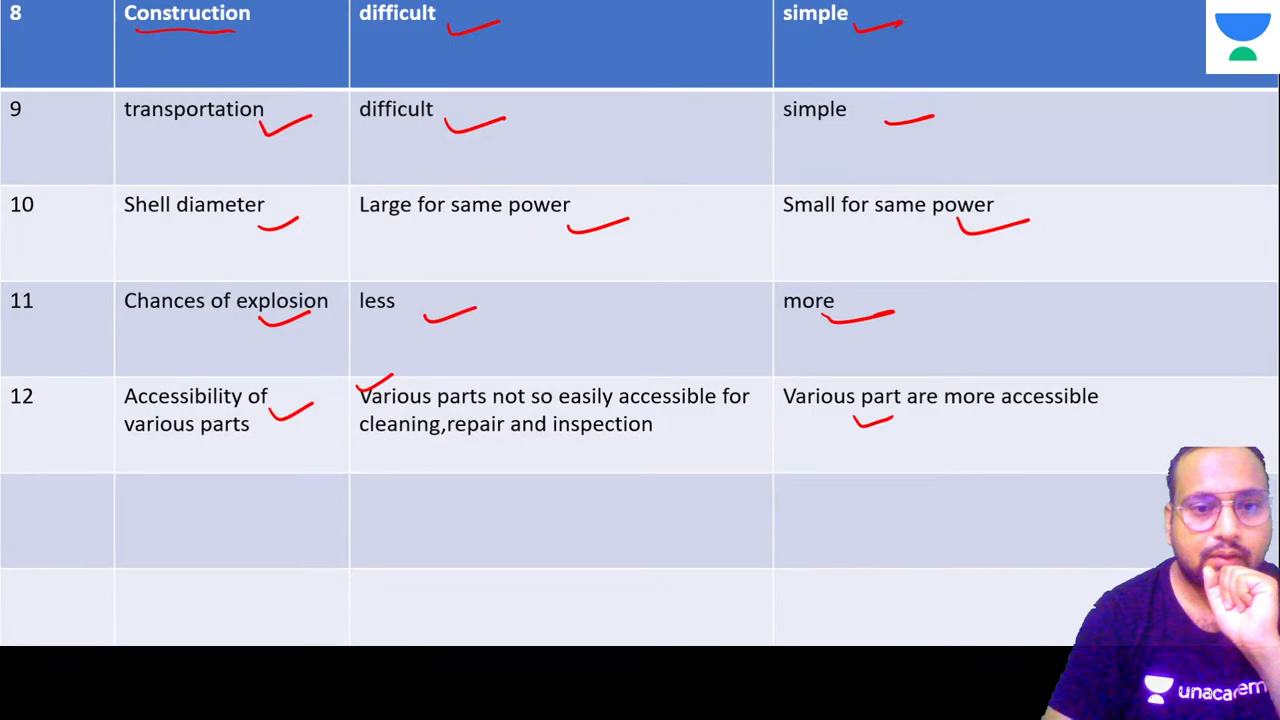 8 Construction difficult simple
9 transportation difficult simple
10 Shell diameter Large for same power Small for same power
11 Chances of explosion less more
12 Accessibility of Various parts not so easily accessible for Various part are more accessible
various parts cleaning,repair and inspection
unacadem